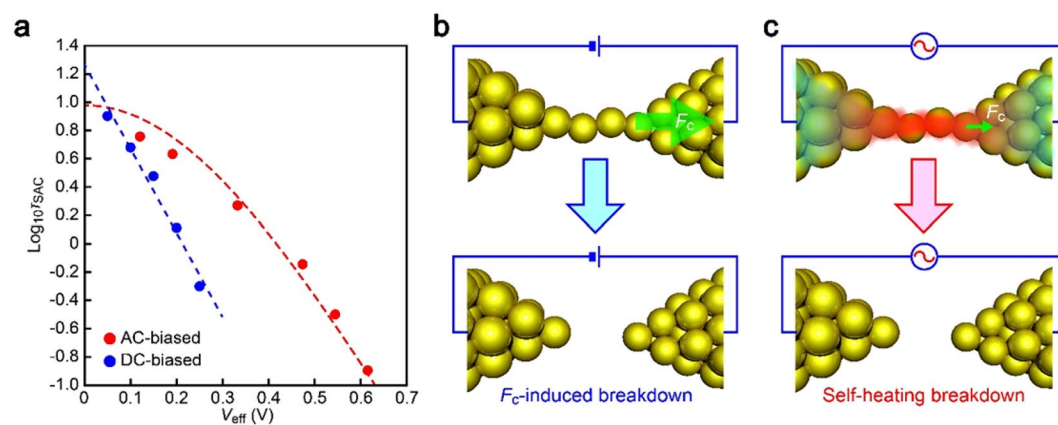 a
1.4
1.2
1.0
0.8
0.6
0.4
0.2
0
-0.2
-0.4
-0.6
-0.8
-1.0
Log10τSAC
AC-biased
DC-biased
0 0.1 0.2 0.3 0.4 0.5 0.6 0.7
Veff (V)
b
Fc
Fc-induced breakdown
c
Fc
Self-heating breakdown